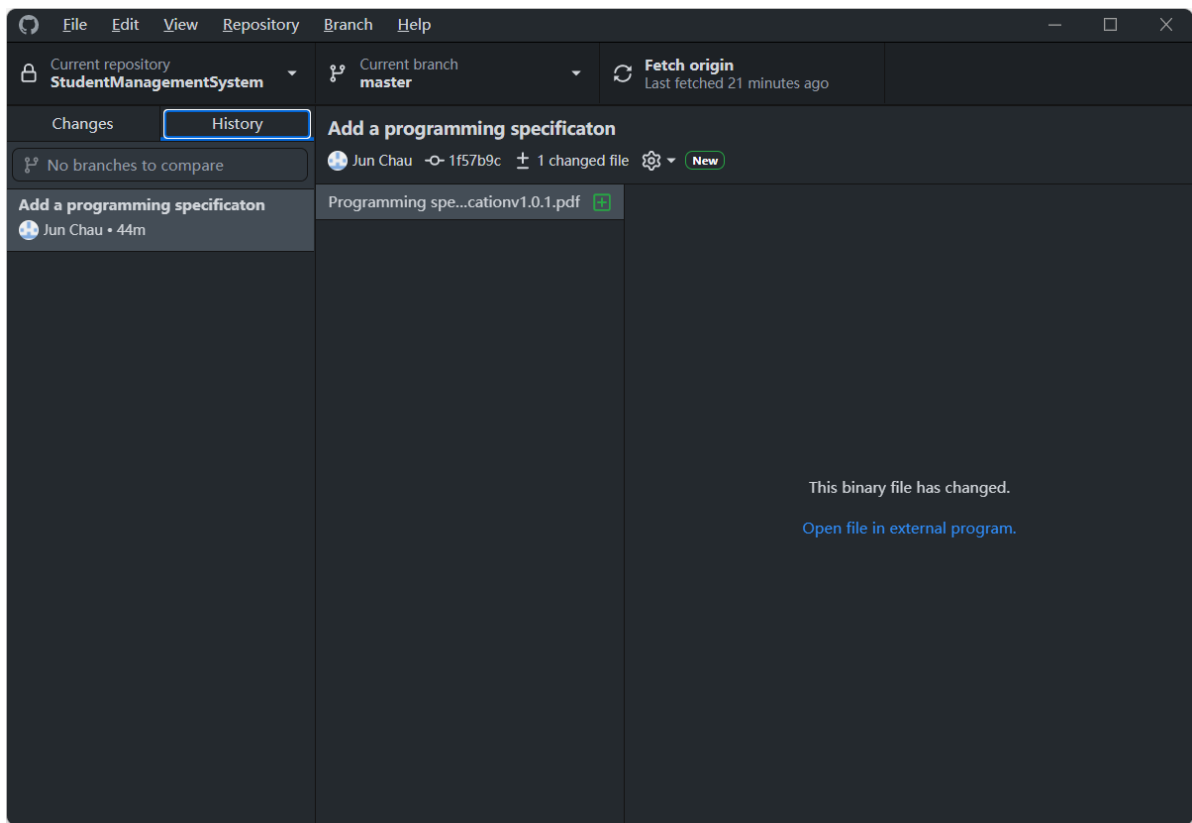 File Edit View Repository Branch Help
Current repository
StudentManagementSystem
Current branch
master
Fetch origin
Last fetched 21 minutes ago
Changes History
No branches to compare
Add a programming specificaton
Jun Chau • 44m
Add a programming specificaton
Jun Chau 1f57b9c 1 changed file New
Programming spe...cationv1.0.1.pdf
This binary file has changed.
Open file in external program.